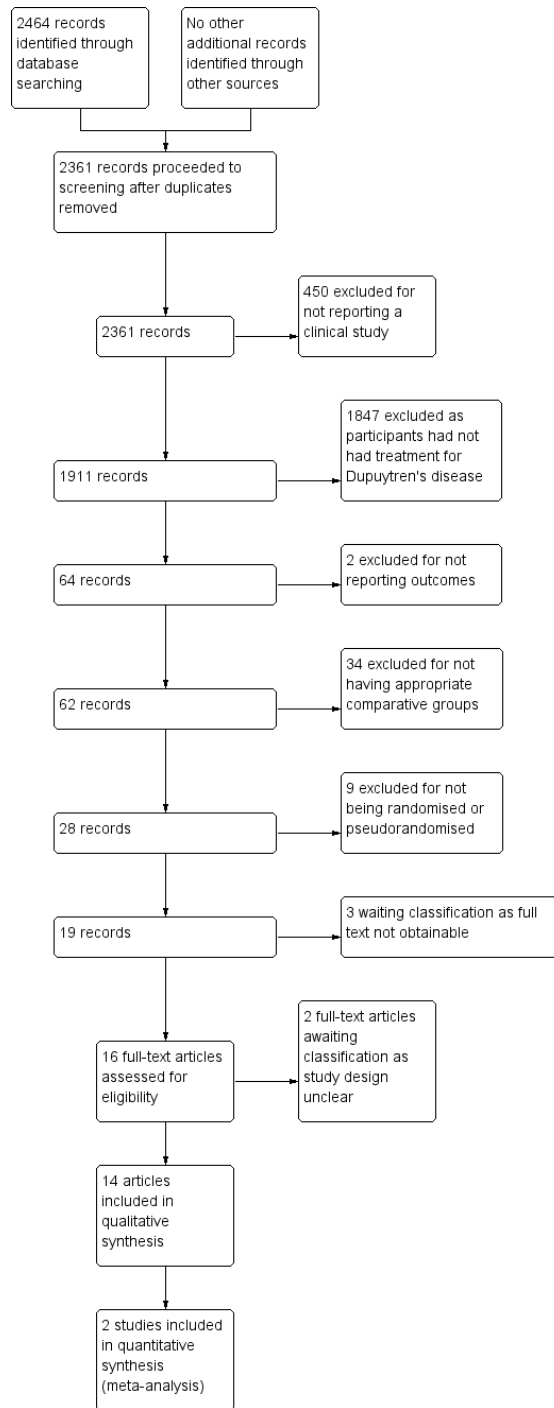 2464 records
identified through
database
searching
No other
additional records
identified through
other sources
2361 records proceeded to
screening after duplicates
removed
2361 records
450 excluded for
not reporting a
clinical study
1911 records
1847 excluded as
participants had not
had treatment for
Dupuytren's disease
64 records
2 excluded for not
reporting outcomes
62 records
34 excluded for not
having appropriate
comparative groups
28 records
9 excluded for not
being randomised or
pseudorandomised
19 records
3 waiting classification as full
text not obtainable
16 full-text articles
assessed for
eligibility
2 full-text articles
awaiting
classification as
study design
unclear
14 articles
included in
qualitative
synthesis
2 studies included
in quantitative
synthesis
(meta-analysis)